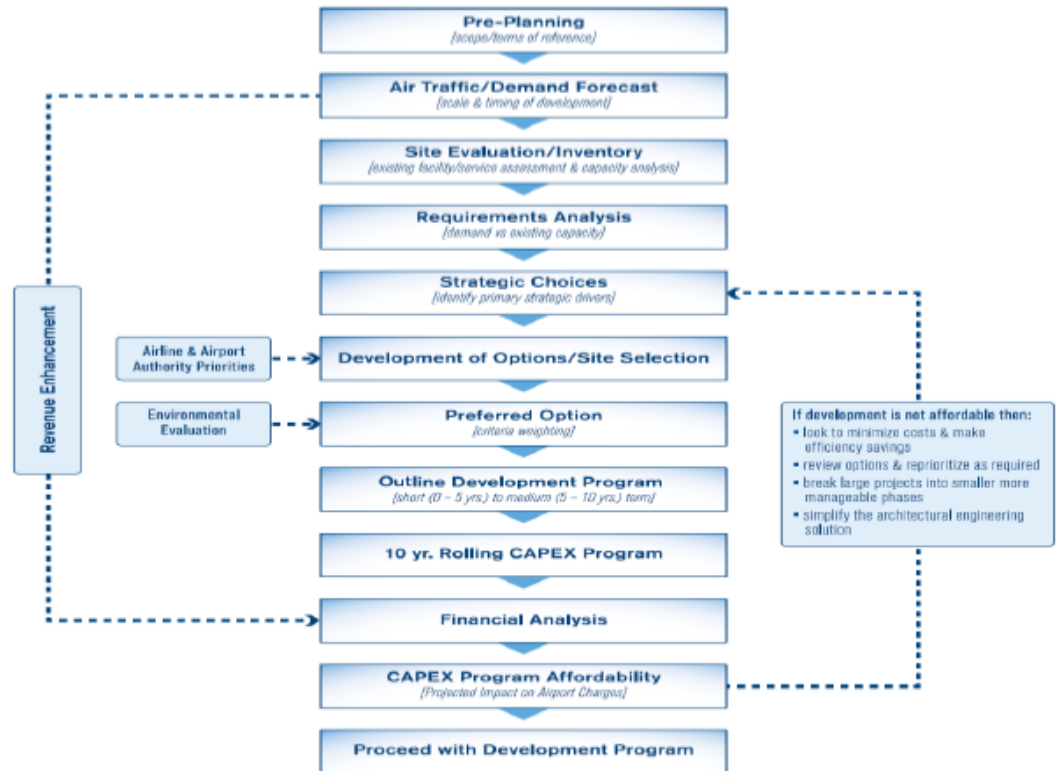 Pre-Planning
[scope/terms of reference]
Air Traffic/Demand Forecast
[scale & timing of development]
Site Evaluation/Inventory
[existing facility/service assessment & capacity analysis]
Requirements Analysis
[demand vs existing capacity]
Strategic Choices
[identify primary strategic drivers]
Revenue Enhancement
Airline & Airport
Authority Priorities
Development of Options/Site Selection
Environmental
Evaluation
Preferred Option
[criteria weighting]
If development is not affordable then:
▪ look to minimize costs & make
efficiency savings
▪ review options & reprioritize as required
▪ break large projects into smaller more
manageable phases
▪ simplify the architectural engineering
solution
Outline Development Program
[short (0 – 5 yrs.) to medium (5 – 10 yrs.) term]
10 yr. Rolling CAPEX Program
Financial Analysis
CAPEX Program Affordability
[Projected Impact on Airport Charges]
Proceed with Development Program